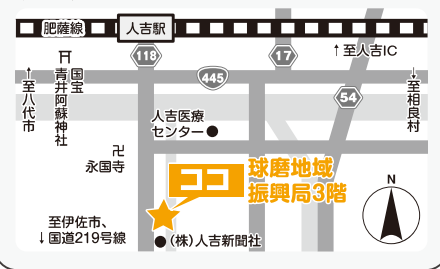 肥薩線
人吉駅
118
17
↑至人吉IC
445
54
↑至八代市
国宝
青井阿蘇神社
↓至相良村
人吉医療
センター
卍
永国寺
ココ
球磨地域
振興局3階
N
至伊佐市、
↓国道219号線
(株)人吉新聞社